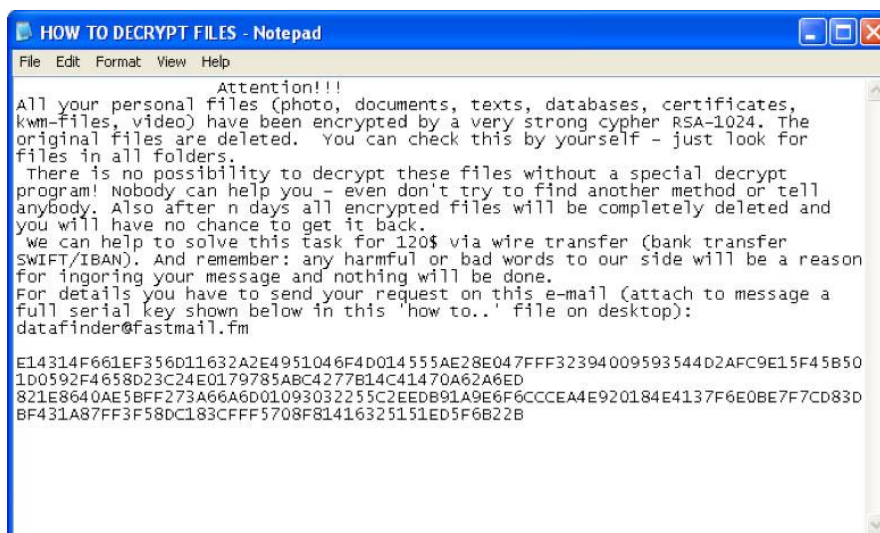 HOW TO DECRYPT FILES - Notepad
File Edit Format View Help
Attention!!!
All your personal files (photo, documents, texts, databases, certificates,
kwm-files, video) have been encrypted by a very strong cypher RSA-1024. The
original files are deleted. You can check this by yourself - just look for
files in all folders.
There is no possibility to decrypt these files without a special decrypt
program! Nobody can help you - even don't try to find another method or tell
anybody. Also after n days all encrypted files will be completely deleted and
you will have no chance to get it back.
We can help to solve this task for 120$ via wire transfer (bank transfer
SWIFT/IBAN). And remember: any harmful or bad words to our side will be a reason
for ingoring your message and nothing will be done.
For details you have to send your request on this e-mail (attach to message a
full serial key shown below in this 'how to..' file on desktop):
datafinder@fastmail.fm
E14314F661EF356D11632A2E4951046F4D014555AE28E047FFF32394009593544D2AFC9E15F45B50
1D0592F4658D23C24E0179785ABC4277B14C41470A62A6ED
821E8640AE5BFF273A66A6D01093032255C2EEDB91A9E6F6CCCEA4E920184E4137F6E0BE7F7CD83D
BF431A87FF3F58DC183CFFF5708F81416325151ED5F6B22B